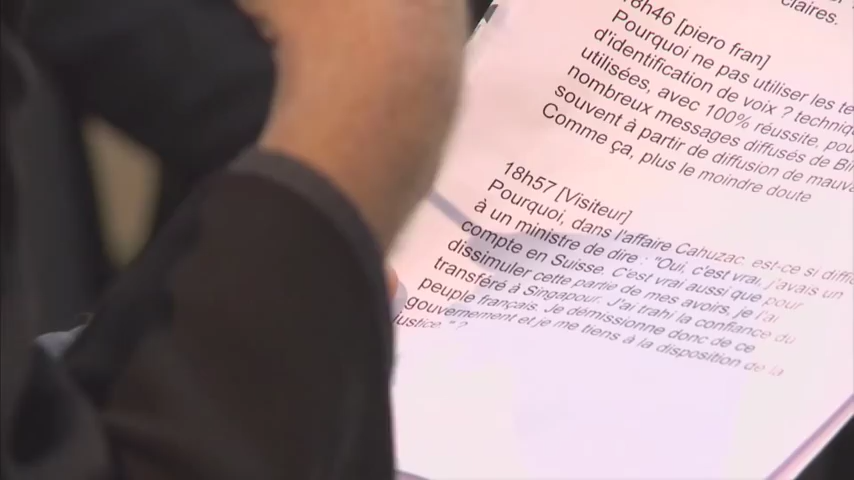 claires.
18h46 [piero fran]
Pourquoi ne pas utiliser les te
d'identification de voix ? techniqu
utilisées, avec 100% réussite, pou
nombreux messages diffusés de Bin
souvent à partir de diffusion de mauva
Comme ça, plus le moindre doute
18h57 [Visiteur]
Pourquoi, dans l'affaire Cahuzac, est-ce si diffic
à un ministre de dire : "Oui, c'est vrai, j'avais un
compte en Suisse. C'est vrai aussi que pour
dissimuler cette partie de mes avoirs, je l'ai
transféré à Singapour. J'ai trahi la confiance du
peuple français. Je démissionne donc de ce
gouvernement et je me tiens à la disposition de la
justice. " ?